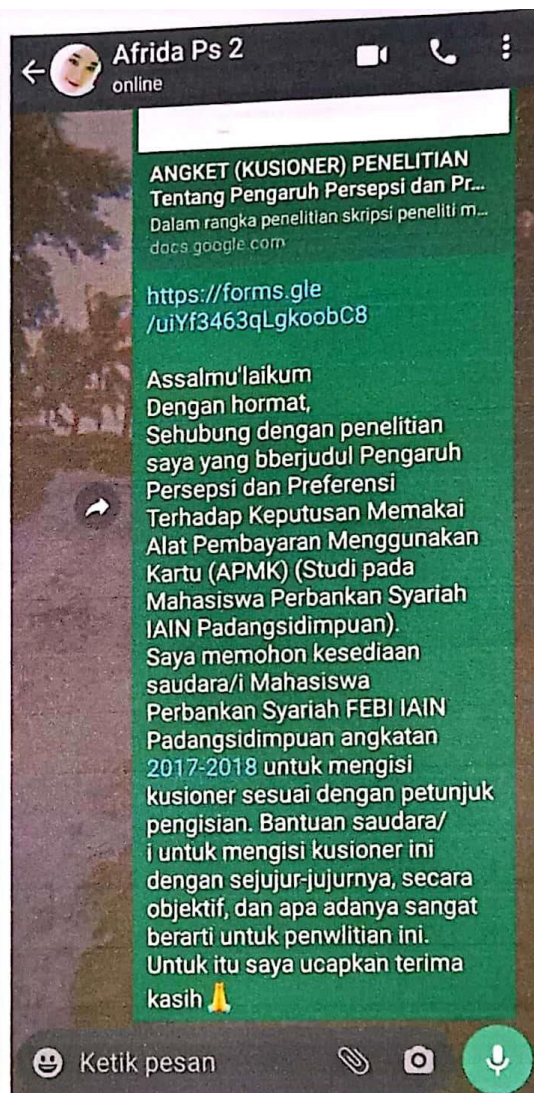 Afrida Ps 2
online
ANGKET (KUSIONER) PENELITIAN
Tentang Pengaruh Persepsi dan Pr...
Dalam rangka penelitian skripsi peneliti m...
docs.google.com
https://forms.gle
/uiYf3463qLgkoobC8
Assalmu'laikum
Dengan hormat,
Sehubung dengan penelitian
saya yang bberjudul Pengaruh
Persepsi dan Preferensi
Terhadap Keputusan Memakai
Alat Pembayaran Menggunakan
Kartu (APMK) (Studi pada
Mahasiswa Perbankan Syariah
IAIN Padangsidimpuan).
Saya memohon kesediaan
saudara/i Mahasiswa
Perbankan Syariah FEBI IAIN
Padangsidimpuan angkatan
2017-2018 untuk mengisi
kusioner sesuai dengan petunjuk
pengisian. Bantuan saudara/
i untuk mengisi kusioner ini
dengan sejujur-jujurnya, secara
objektif, dan apa adanya sangat
berarti untuk penwlitian ini.
Untuk itu saya ucapkan terima
kasih 🙏
Ketik pesan